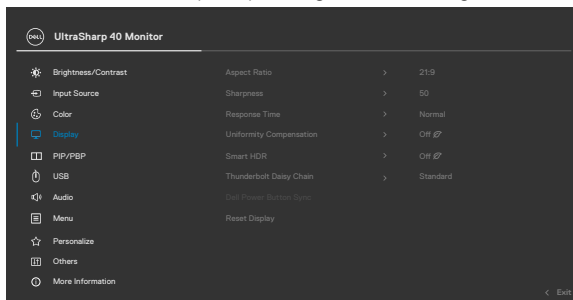 DELL UltraSharp 40 Monitor
Brightness/Contrast Aspect Ratio > 21:9
Input Source Sharpness > 50
Color Response Time > Normal
Display Uniformity Compensation > Off
PIP/PBP Smart HDR > Off
USB Thunderbolt Daisy Chain > Standard
Audio Dell Power Button Sync
Menu Reset Display
Personalize
Others
More Information
< Exit